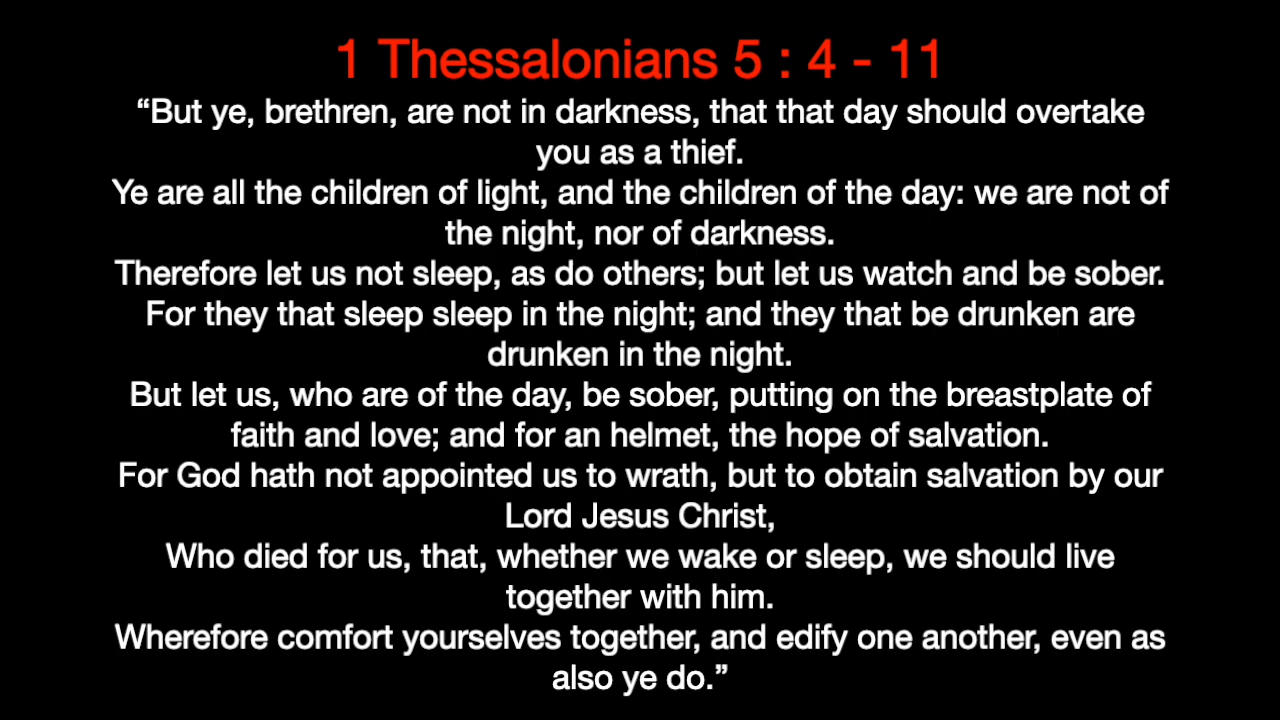 1 Thessalonians 5 : 4 - 11
“But ye, brethren, are not in darkness, that that day should overtake
you as a thief.
Ye are all the children of light, and the children of the day: we are not of
the night, nor of darkness.
Therefore let us not sleep, as do others; but let us watch and be sober.
For they that sleep sleep in the night; and they that be drunken are
drunken in the night.
But let us, who are of the day, be sober, putting on the breastplate of
faith and love; and for an helmet, the hope of salvation.
For God hath not appointed us to wrath, but to obtain salvation by our
Lord Jesus Christ,
Who died for us, that, whether we wake or sleep, we should live
together with him.
Wherefore comfort yourselves together, and edify one another, even as
also ye do.”